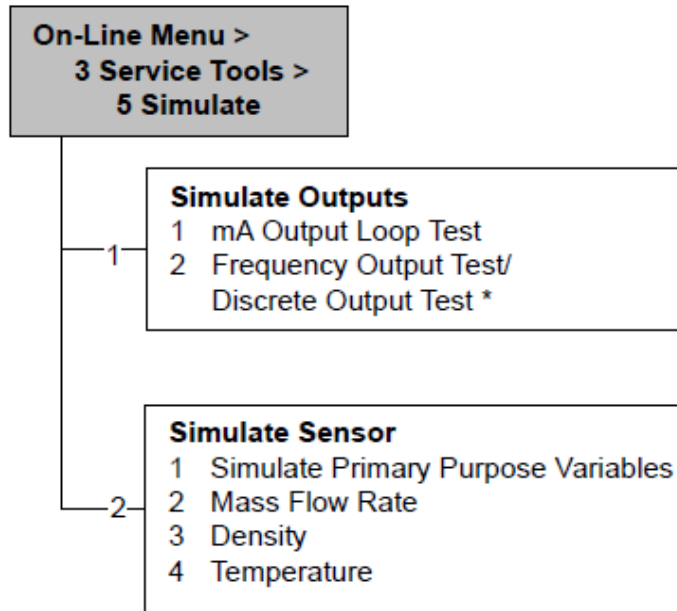 On-Line Menu >
3 Service Tools >
5 Simulate
1
Simulate Outputs
1 mA Output Loop Test
2 Frequency Output Test/
Discrete Output Test *
2
Simulate Sensor
1 Simulate Primary Purpose Variables
2 Mass Flow Rate
3 Density
4 Temperature